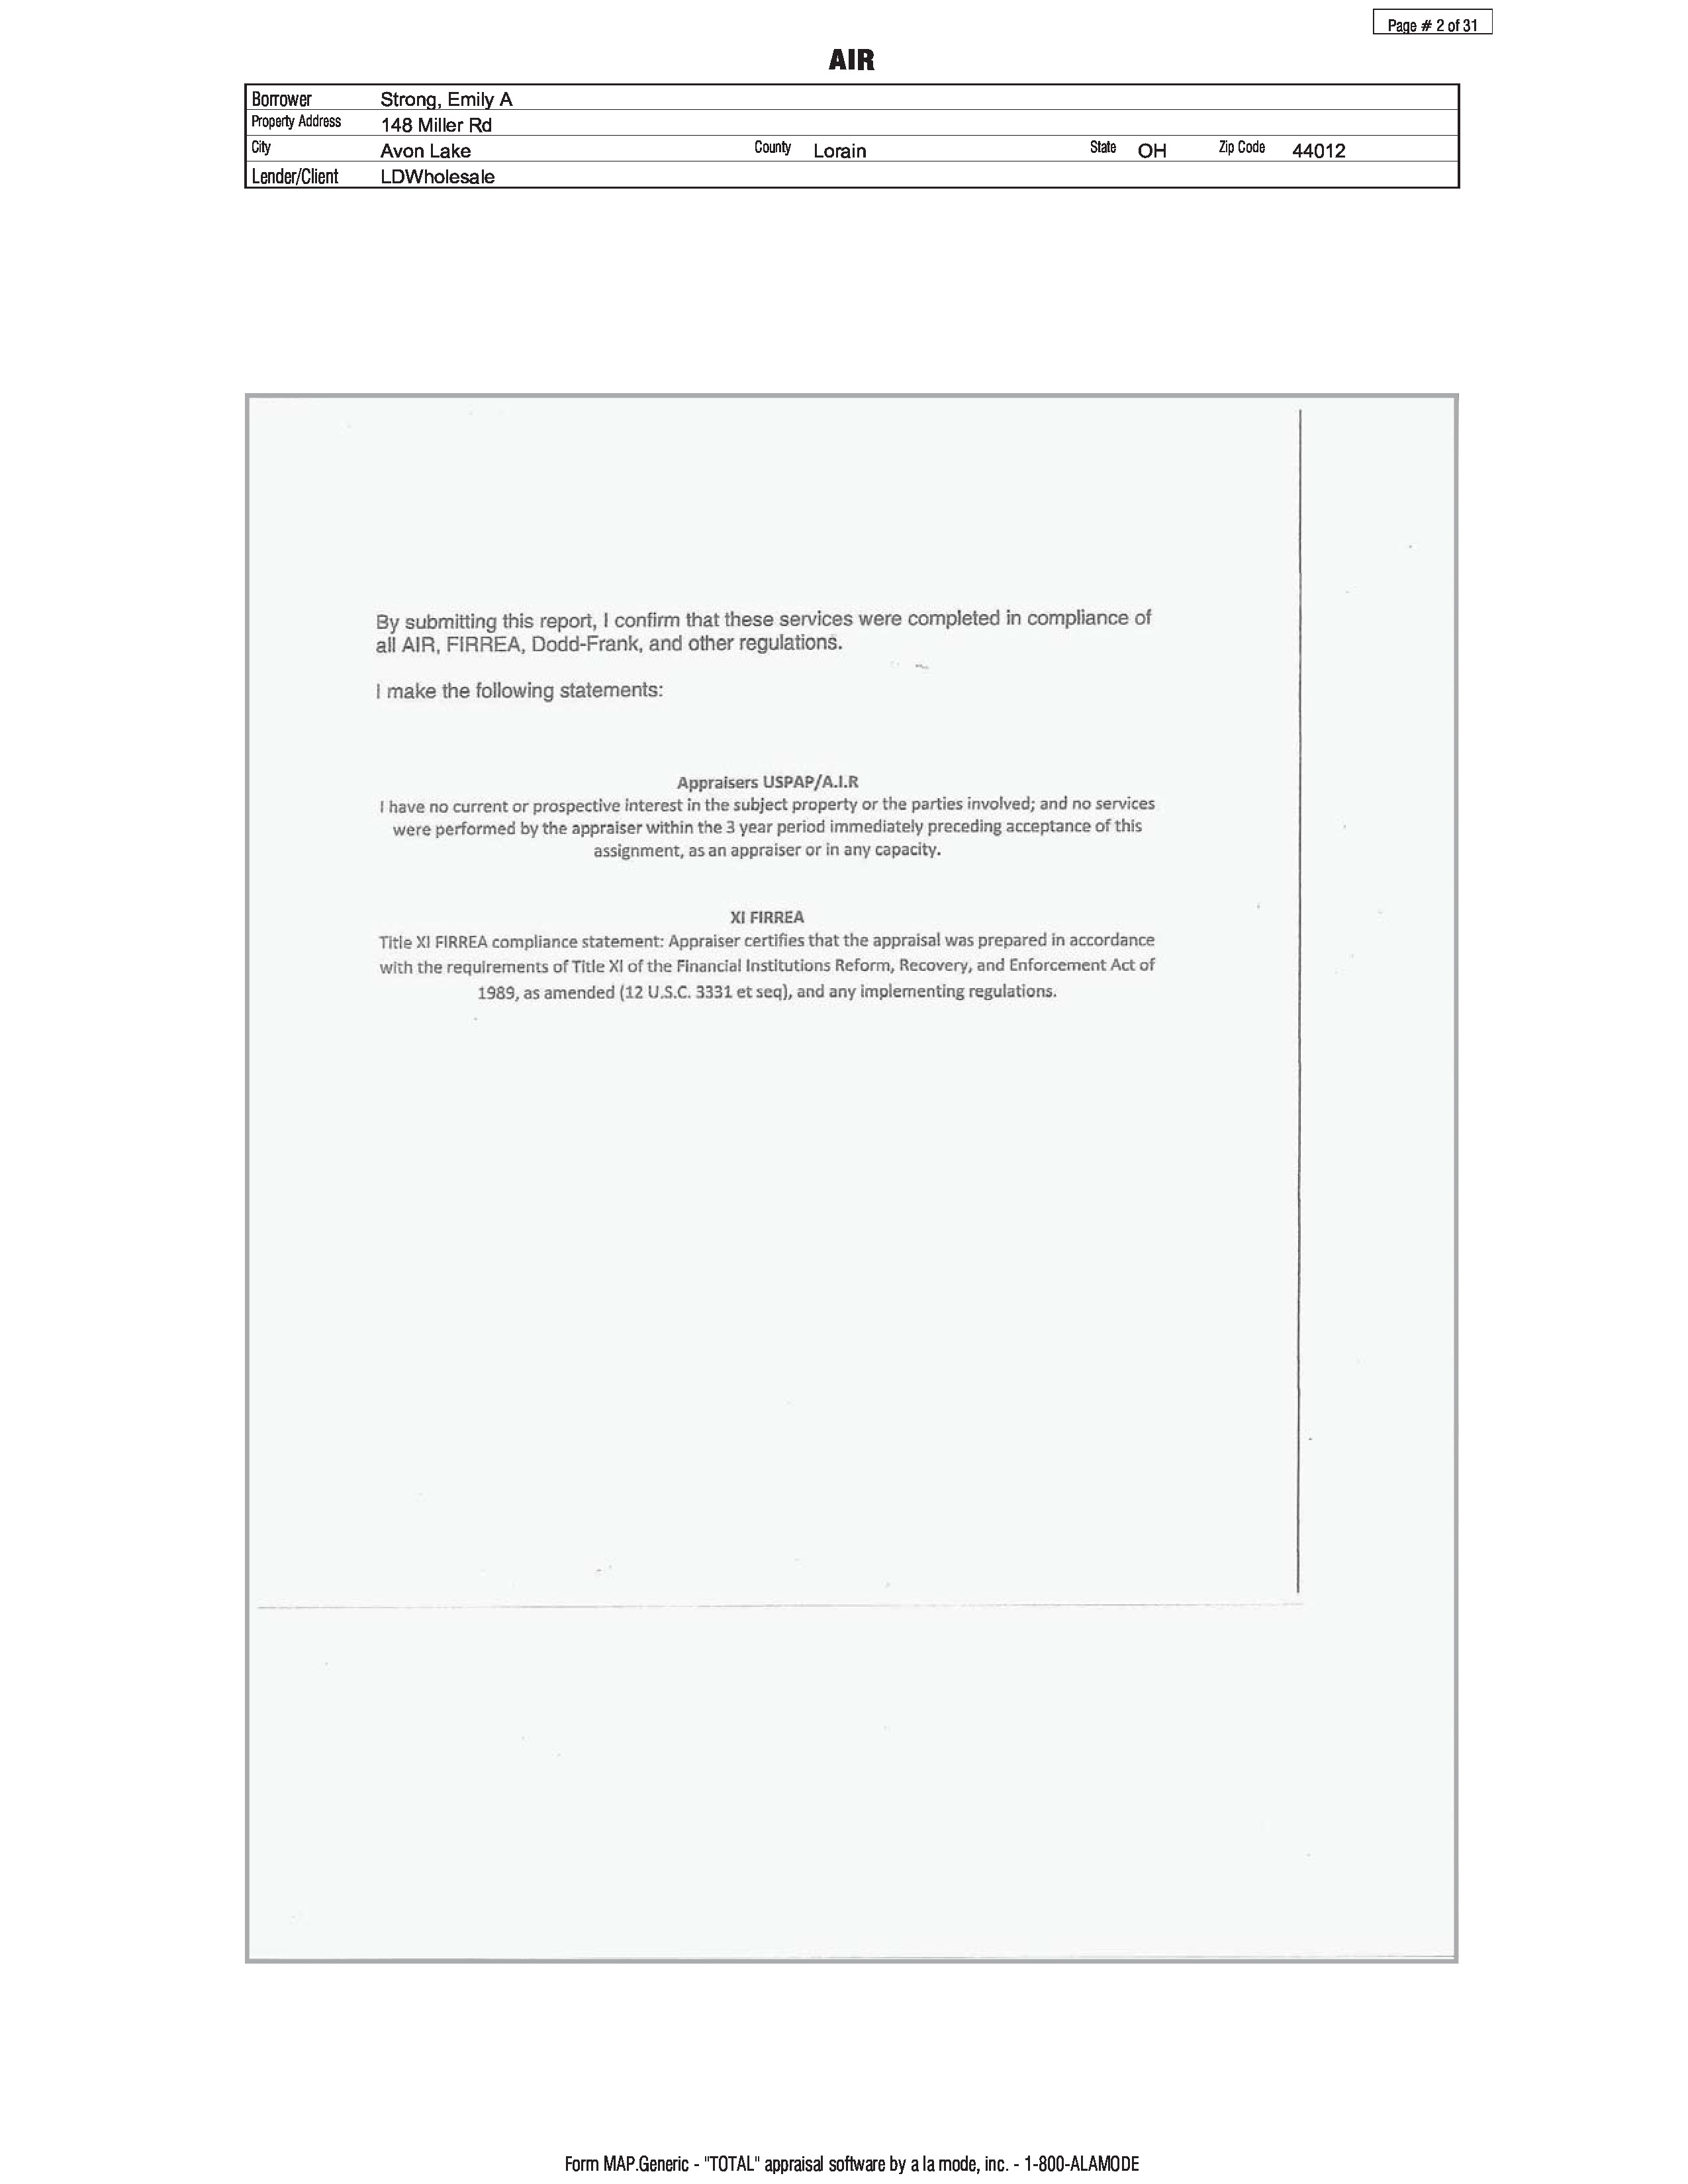 Page # 2 of 31
AIR
Borrower Strong, Emily A
Property Address 148 Miller Rd
City Avon Lake County Lorain State OH Zip Code 44012
Lender/Client LDWholesale
By submitting this report, I confirm that these services were completed in compliance of
all AIR, FIRREA, Dodd-Frank, and other regulations.
I make the following statements:
Appraisers USPAP/A.I.R
I have no current or prospective interest in the subject property or the parties involved; and no services
were performed by the appraiser within the 3 year period immediately preceding acceptance of this
assignment, as an appraiser or in any capacity.
XI FIRREA
Title XI FIRREA compliance statement: Appraiser certifies that the appraisal was prepared in accordance
with the requirements of Title XI of the Financial Institutions Reform, Recovery, and Enforcement Act of
1989, as amended (12 U.S.C. 3331 et seq), and any implementing regulations.
Form MAP.Generic - "TOTAL" appraisal software by a la mode, inc. - 1-800-ALAMODE